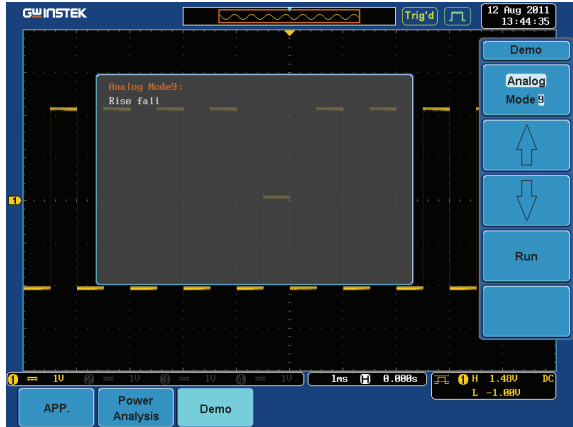 GWINSTEK
Trig'd
12 Aug 2011
13:44:35
Demo
Analog
Mode 9
Analog Mode9:
Rise fall
1
Run
1 == 1V 2 == 1V 3 == 1V 4 == 1V 1ms H 0.000s 1 H 1.48V DC
L -1.00V
APP.
Power
Analysis
Demo